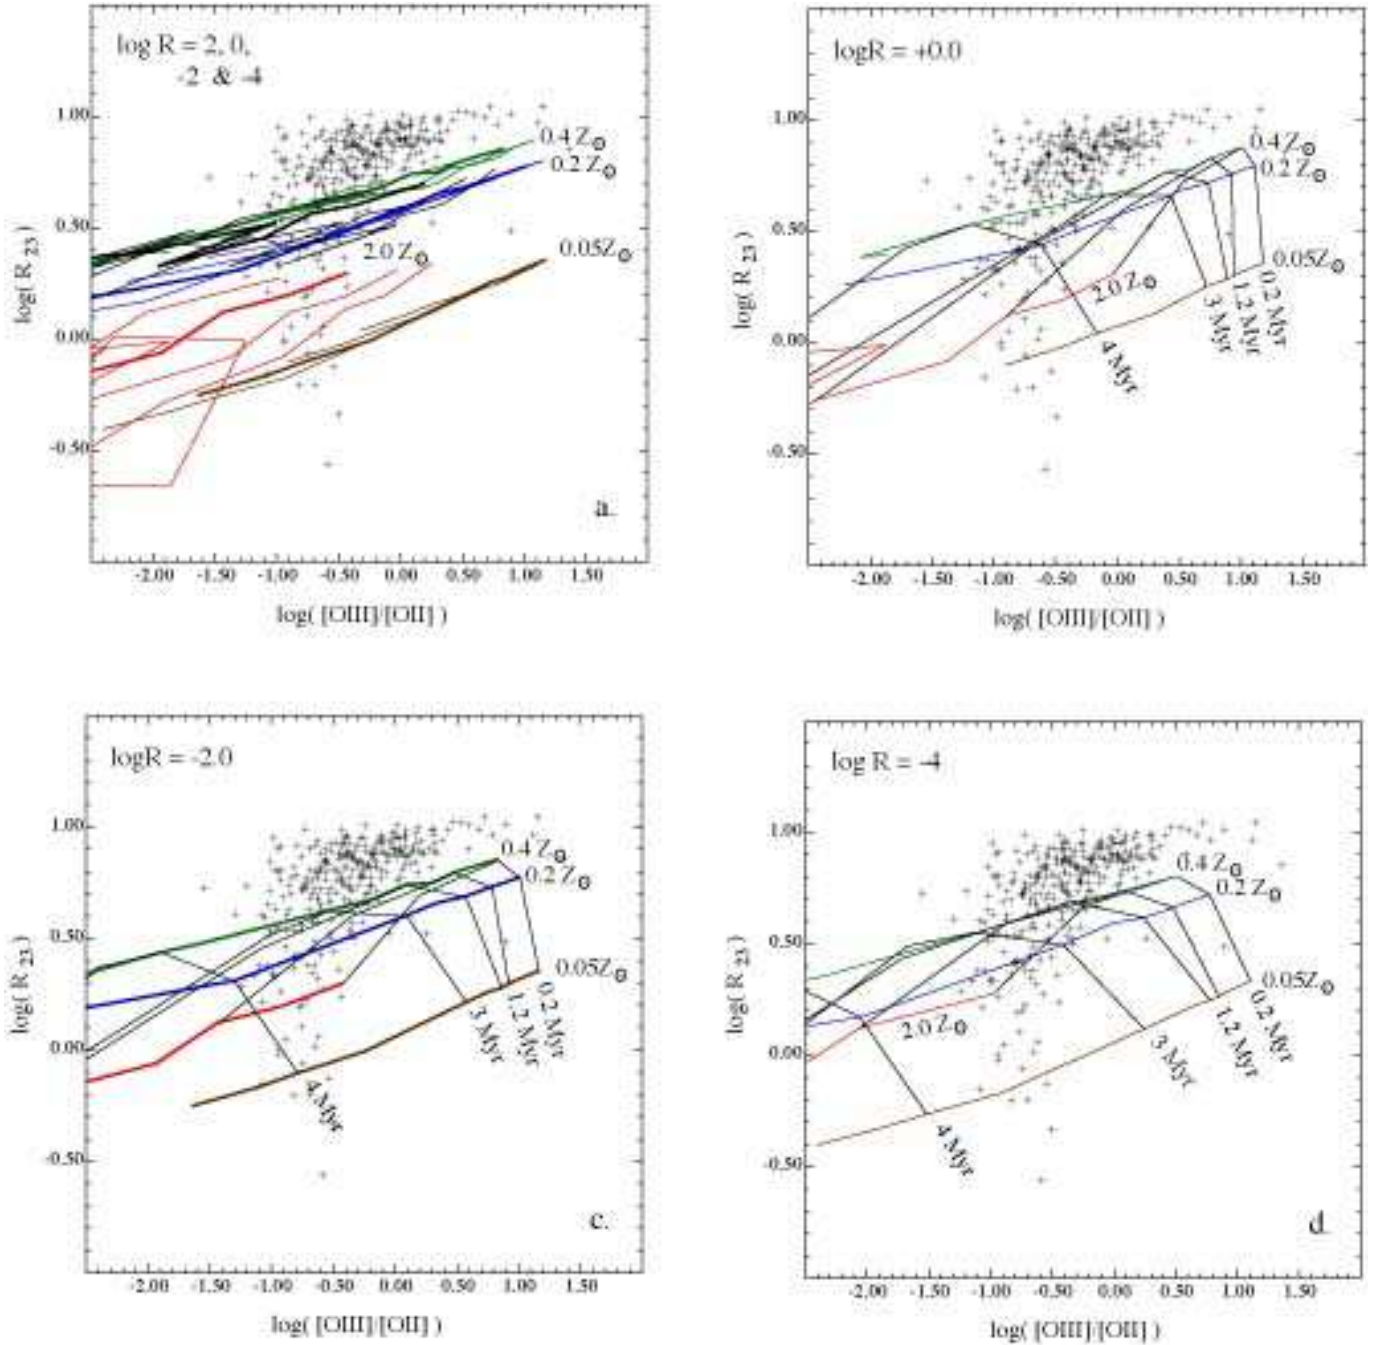 log R = 2, 0,
-2 & -4
1.00
0.50
0.00
-0.50
log( R 23 )
0.4 Z⊙
0.2 Z⊙
2.0 Z⊙
0.05Z⊙
a.
-2.00 -1.50 -1.00 -0.50 0.00 0.50 1.00 1.50
log( [OIII]/[OII] )
logR = +0.0
1.00
0.50
0.00
-0.50
log( R 23 )
0.4 Z⊙
0.2 Z⊙
0.05Z⊙
2.0 Z⊙
0.2 Myr
1.2 Myr
3 Myr
4 Myr
-2.00 -1.50 -1.00 -0.50 0.00 0.50 1.00 1.50
log( [OIII]/[OII] )
logR = -2.0
1.00
0.50
0.00
-0.50
log( R 23 )
0.4 Z⊙
0.2 Z⊙
0.05Z⊙
0.2 Myr
1.2 Myr
3 Myr
4 Myr
c.
-2.00 -1.50 -1.00 -0.50 0.00 0.50 1.00 1.50
log( [OIII]/[OII] )
log R = -4
1.00
0.50
0.00
-0.50
log( R 23 )
0.4 Z⊙
0.2 Z⊙
0.05Z⊙
2.0 Z⊙
0.2 Myr
1.2 Myr
3 Myr
4 Myr
d.
-2.00 -1.50 -1.00 -0.50 0.00 0.50 1.00 1.50
log( [OIII]/[OII] )